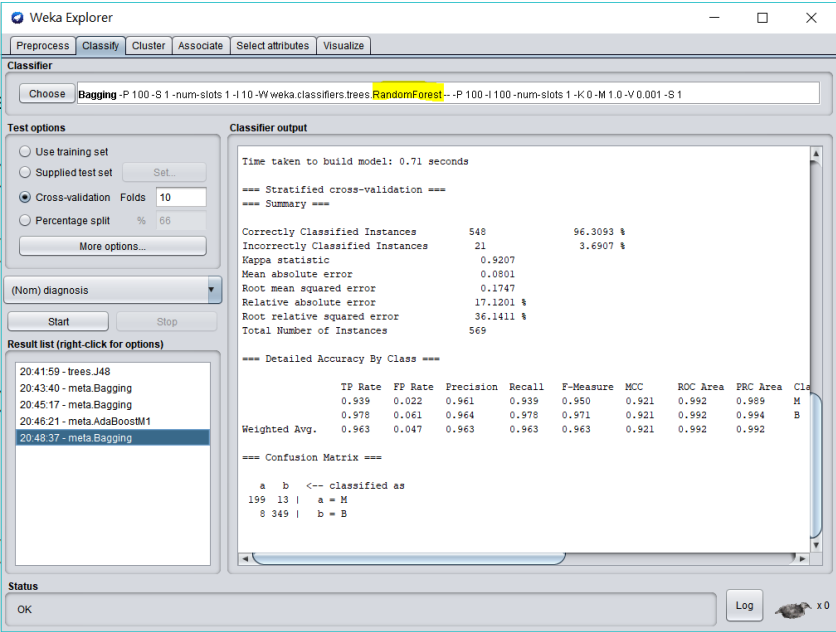 Weka Explorer
Preprocess Classify Cluster Associate Select attributes Visualize
Classifier
Choose Bagging -P 100 -S 1 -num-slots 1 -I 10 -W weka.classifiers.trees.RandomForest -- -P 100 -I 100 -num-slots 1 -K 0 -M 1.0 -V 0.001 -S 1
Test options
Use training set
Supplied test set Set...
Cross-validation Folds 10
Percentage split % 66
More options...
(Nom) diagnosis
Start Stop
Result list (right-click for options)
20:41:59 - trees.J48
20:43:40 - meta.Bagging
20:45:17 - meta.Bagging
20:46:21 - meta.AdaBoostM1
20:48:37 - meta.Bagging
Classifier output
Time taken to build model: 0.71 seconds
=== Stratified cross-validation ===
=== Summary ===
Correctly Classified Instances 548 96.3093 %
Incorrectly Classified Instances 21 3.6907 %
Kappa statistic 0.9207
Mean absolute error 0.0801
Root mean squared error 0.1747
Relative absolute error 17.1201 %
Root relative squared error 36.1411 %
Total Number of Instances 569
=== Detailed Accuracy By Class ===
TP Rate FP Rate Precision Recall F-Measure MCC ROC Area PRC Area Cla
0.939 0.022 0.961 0.939 0.950 0.921 0.992 0.989 M
0.978 0.061 0.964 0.978 0.971 0.921 0.992 0.994 B
Weighted Avg. 0.963 0.047 0.963 0.963 0.963 0.921 0.992 0.992
=== Confusion Matrix ===
a b <-- classified as
199 13 | a = M
8 349 | b = B
Status
OK
Log
x 0